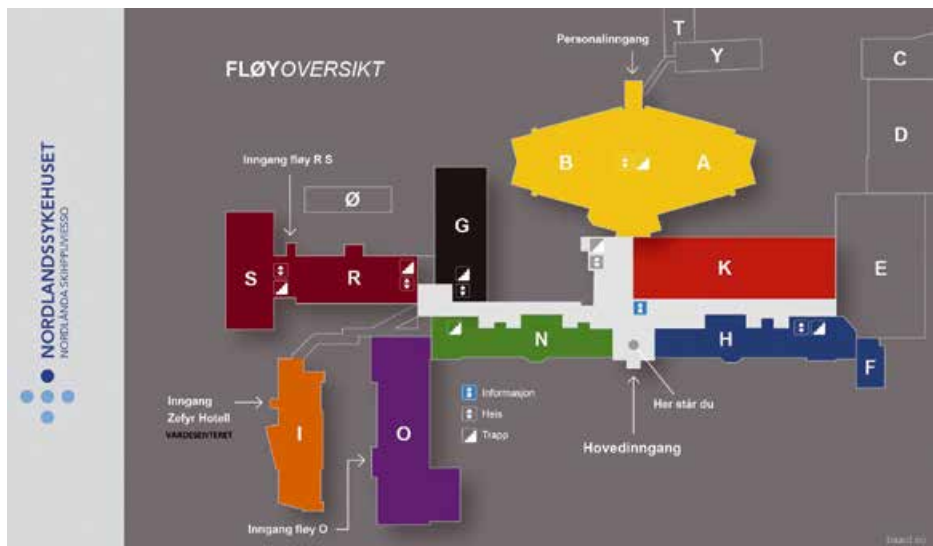 NORDLANDSSYKEHUSET
NORDLÁNDA SKIHPPIJVIESSO
FLØYOVERSIKT
Personalinngang
T
Y
C
D
B
A
Inngang fløy R S
Ø
G
S
R
K
E
N
H
F
Informasjon
Heis
Trapp
Her står du
Hovedinngang
Inngang
Zefyr Hotell
VARDESENTERET
I
O
Inngang fløy O